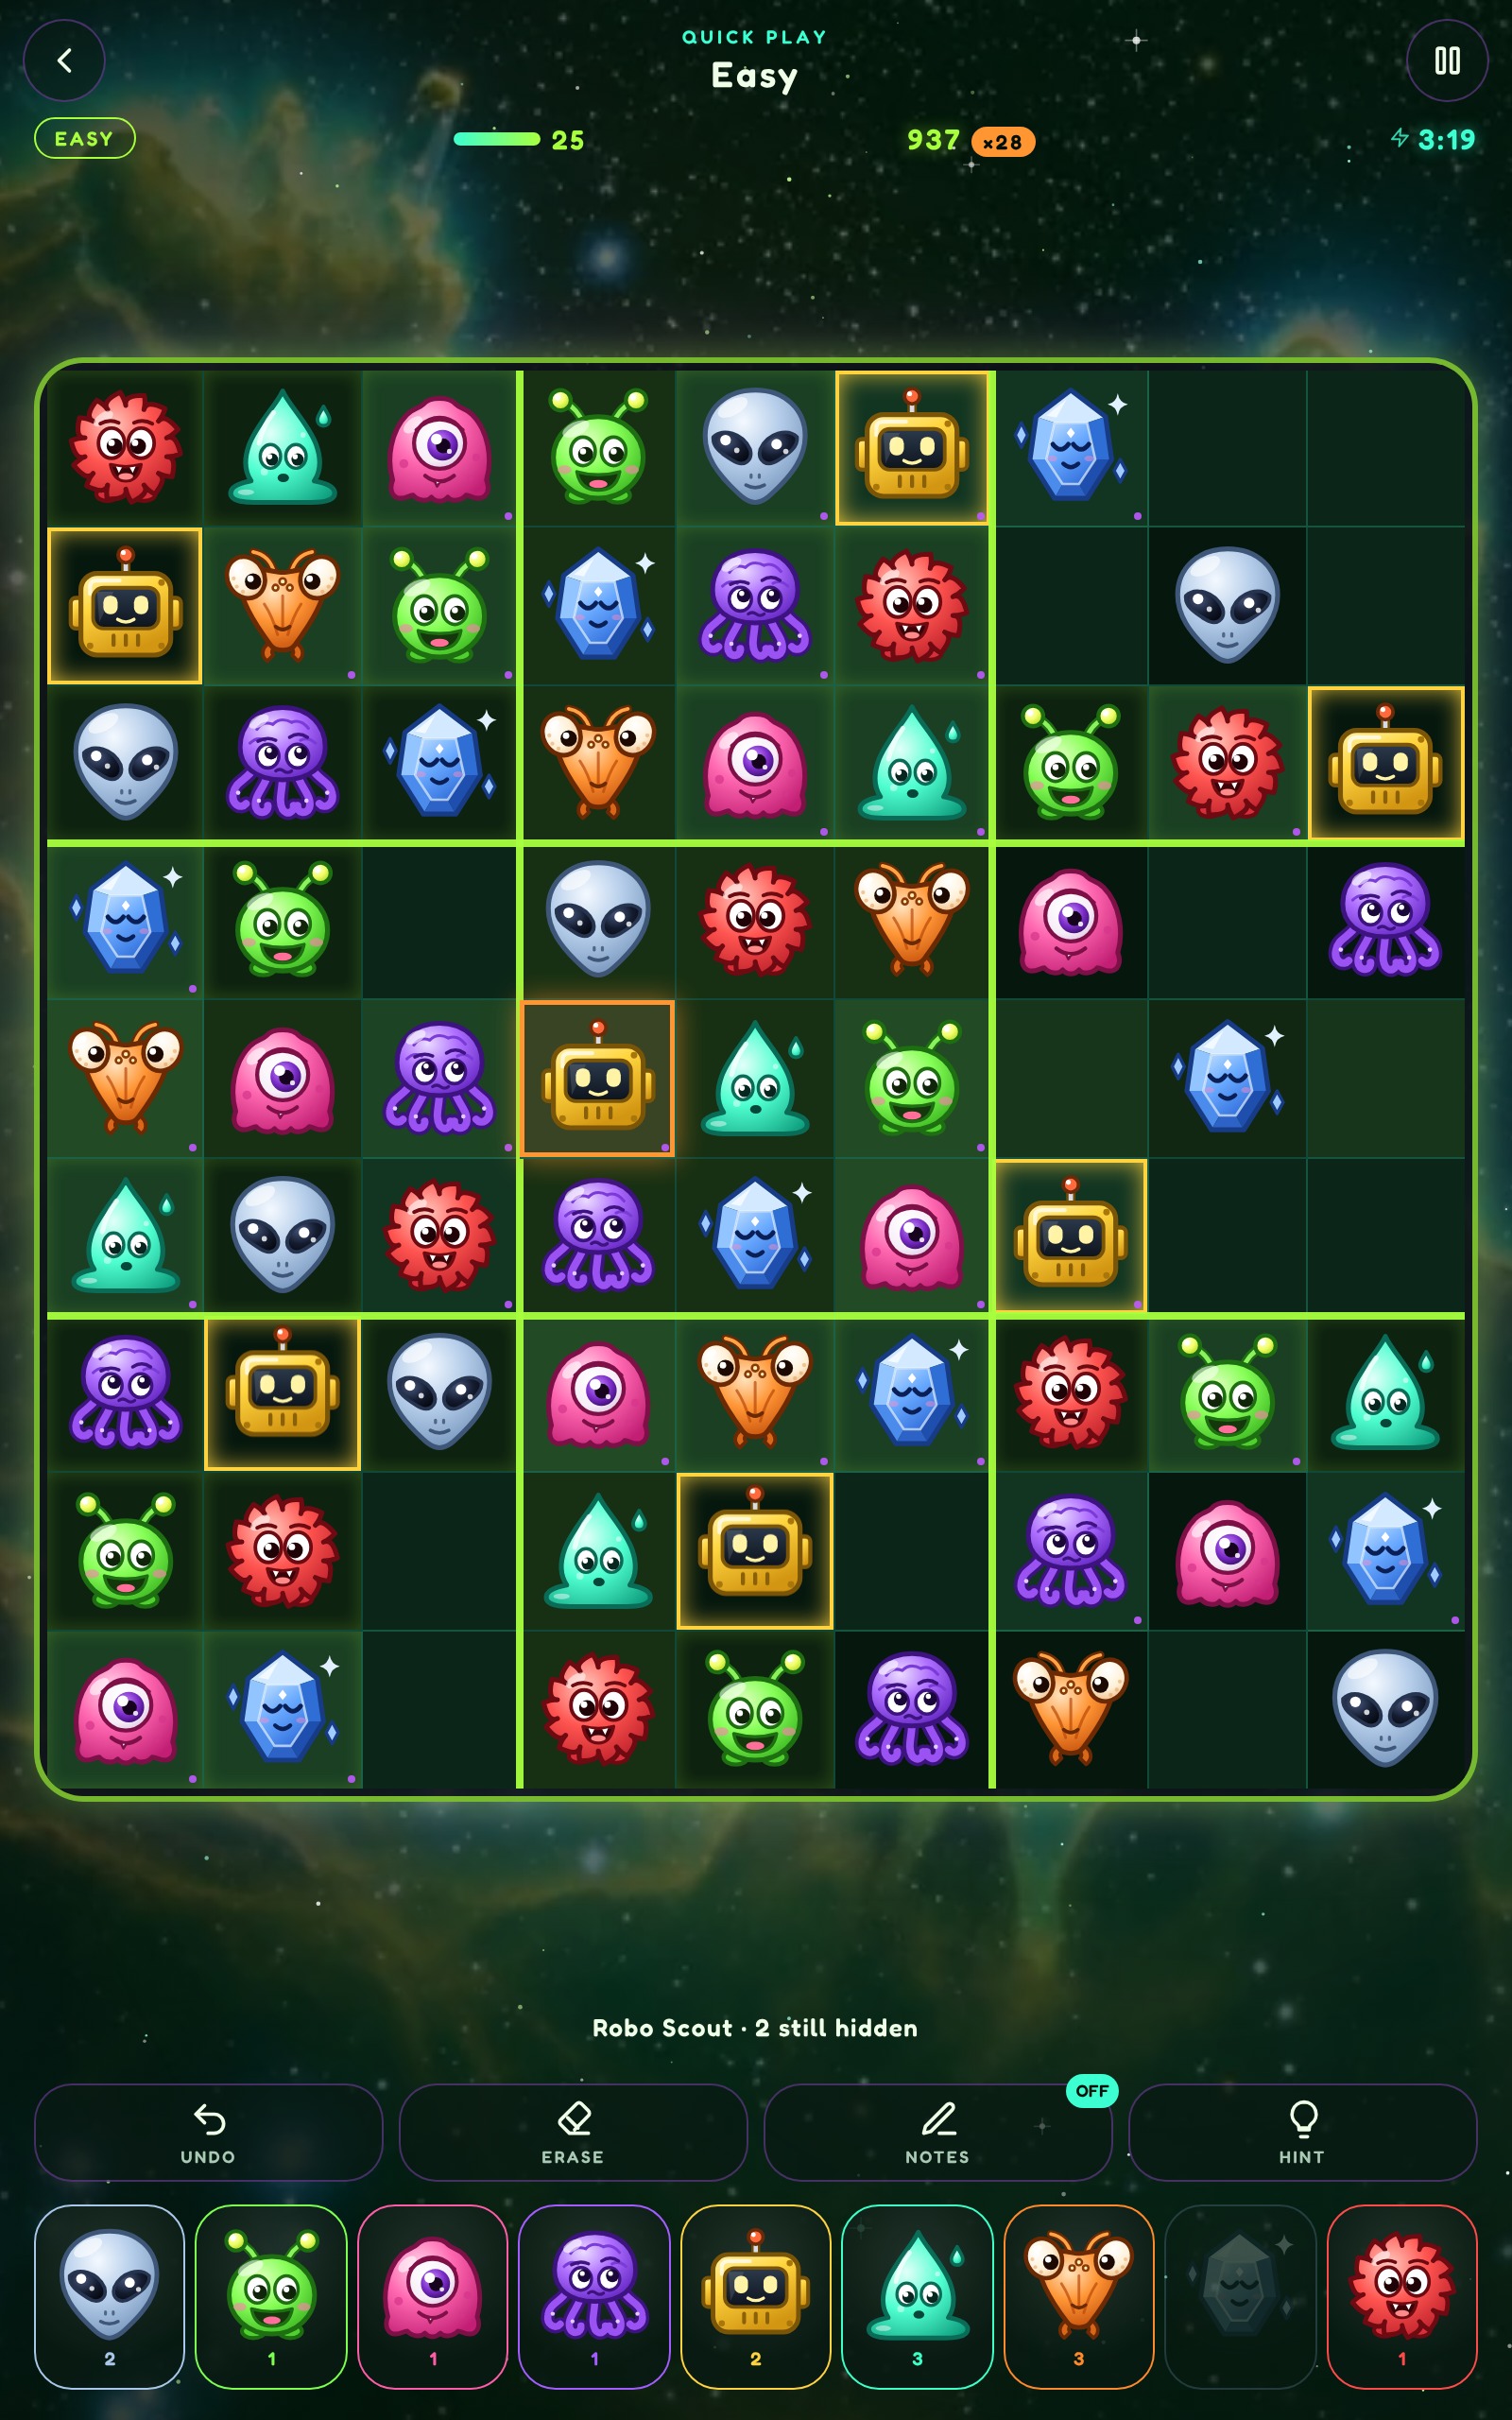 QUICK PLAY
Easy
EASY
25
937 ×28
3:19
Robo Scout · 2 still hidden
OFF
UNDO
ERASE
NOTES
HINT
2
1
1
1
2
3
3
1